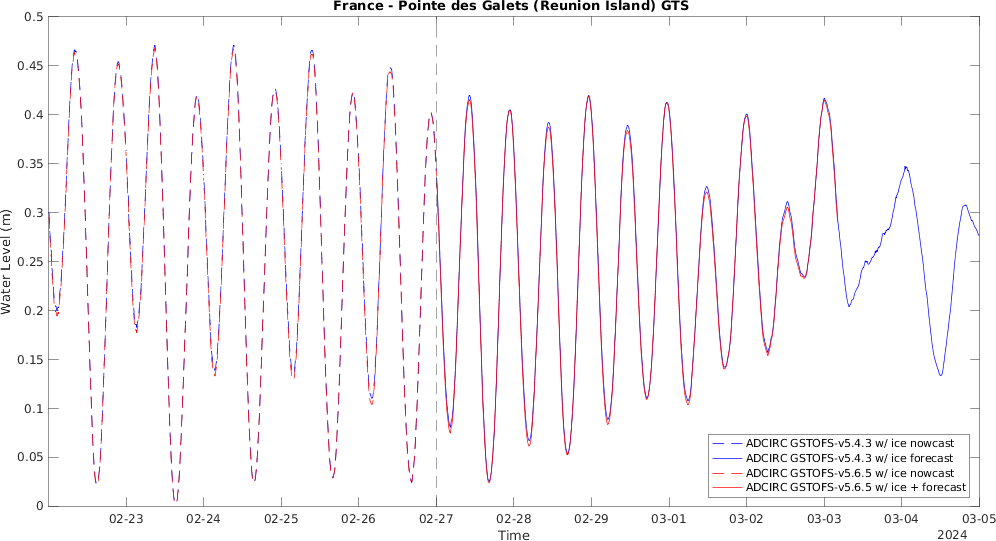 France - Pointe des Galets (Reunion Island) GTS
0.5
0.45
0.4
0.35
0.3
0.25
0.2
0.15
0.1
0.05
0
Water Level (m)
ADCIRC GSTOFS-v5.4.3 w/ ice nowcast
ADCIRC GSTOFS-v5.4.3 w/ ice forecast
ADCIRC GSTOFS-v5.6.5 w/ ice nowcast
ADCIRC GSTOFS-v5.6.5 w/ ice + forecast
02-23 02-24 02-25 02-26 02-27 02-28 02-29 03-01 03-02 03-03 03-04 03-05
Time
2024